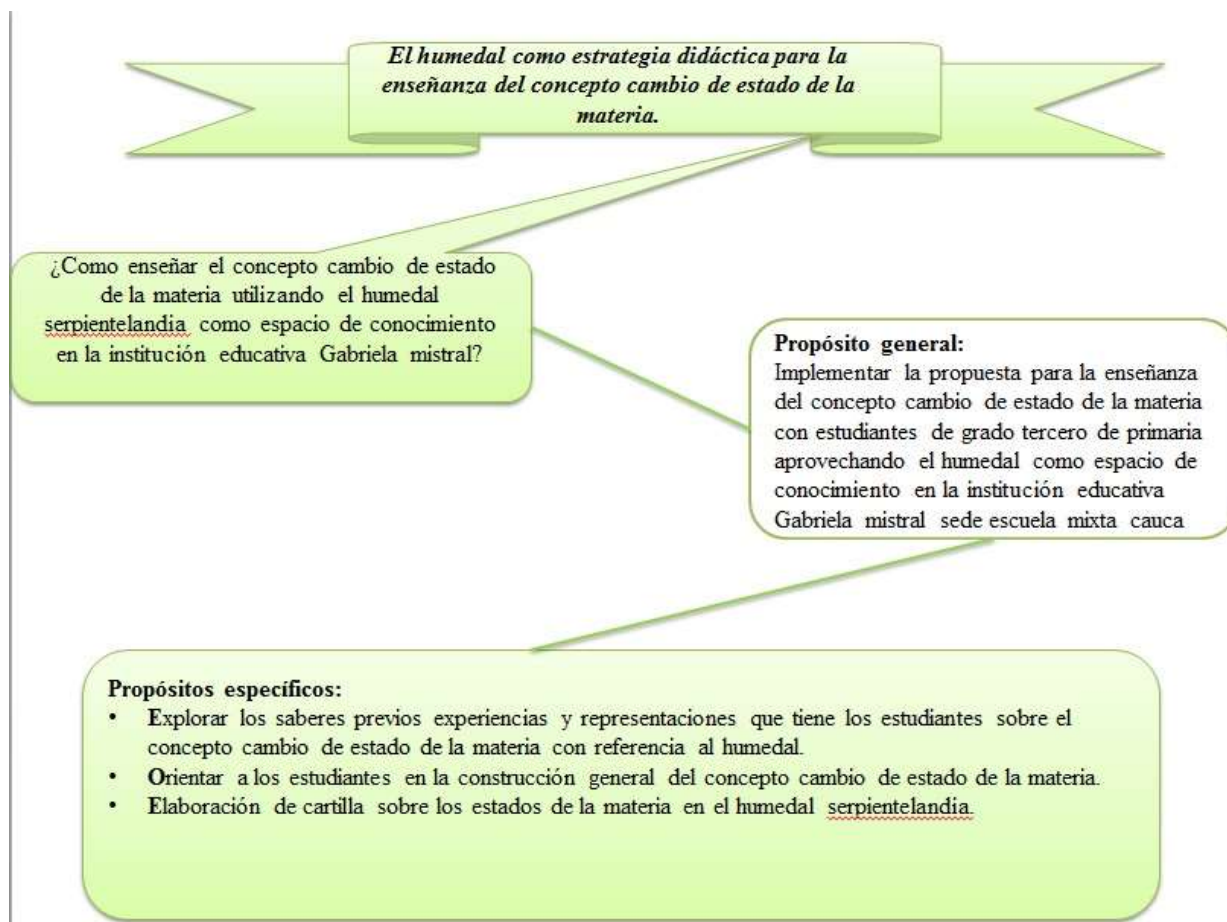 El humedal como estrategia didáctica para la
enseñanza del concepto cambio de estado de la
materia.
¿Como enseñar el concepto cambio de estado
de la materia utilizando el humedal
serpientelandia como espacio de conocimiento
en la institución educativa Gabriela mistral?
Propósito general:
Implementar la propuesta para la enseñanza
del concepto cambio de estado de la materia
con estudiantes de grado tercero de primaria
aprovechando el humedal como espacio de
conocimiento en la institución educativa
Gabriela mistral sede escuela mixta cauca
Propósitos específicos:
• Explorar los saberes previos experiencias y representaciones que tiene los estudiantes sobre el
concepto cambio de estado de la materia con referencia al humedal.
• Orientar a los estudiantes en la construcción general del concepto cambio de estado de la materia.
• Elaboración de cartilla sobre los estados de la materia en el humedal serpientelandia.